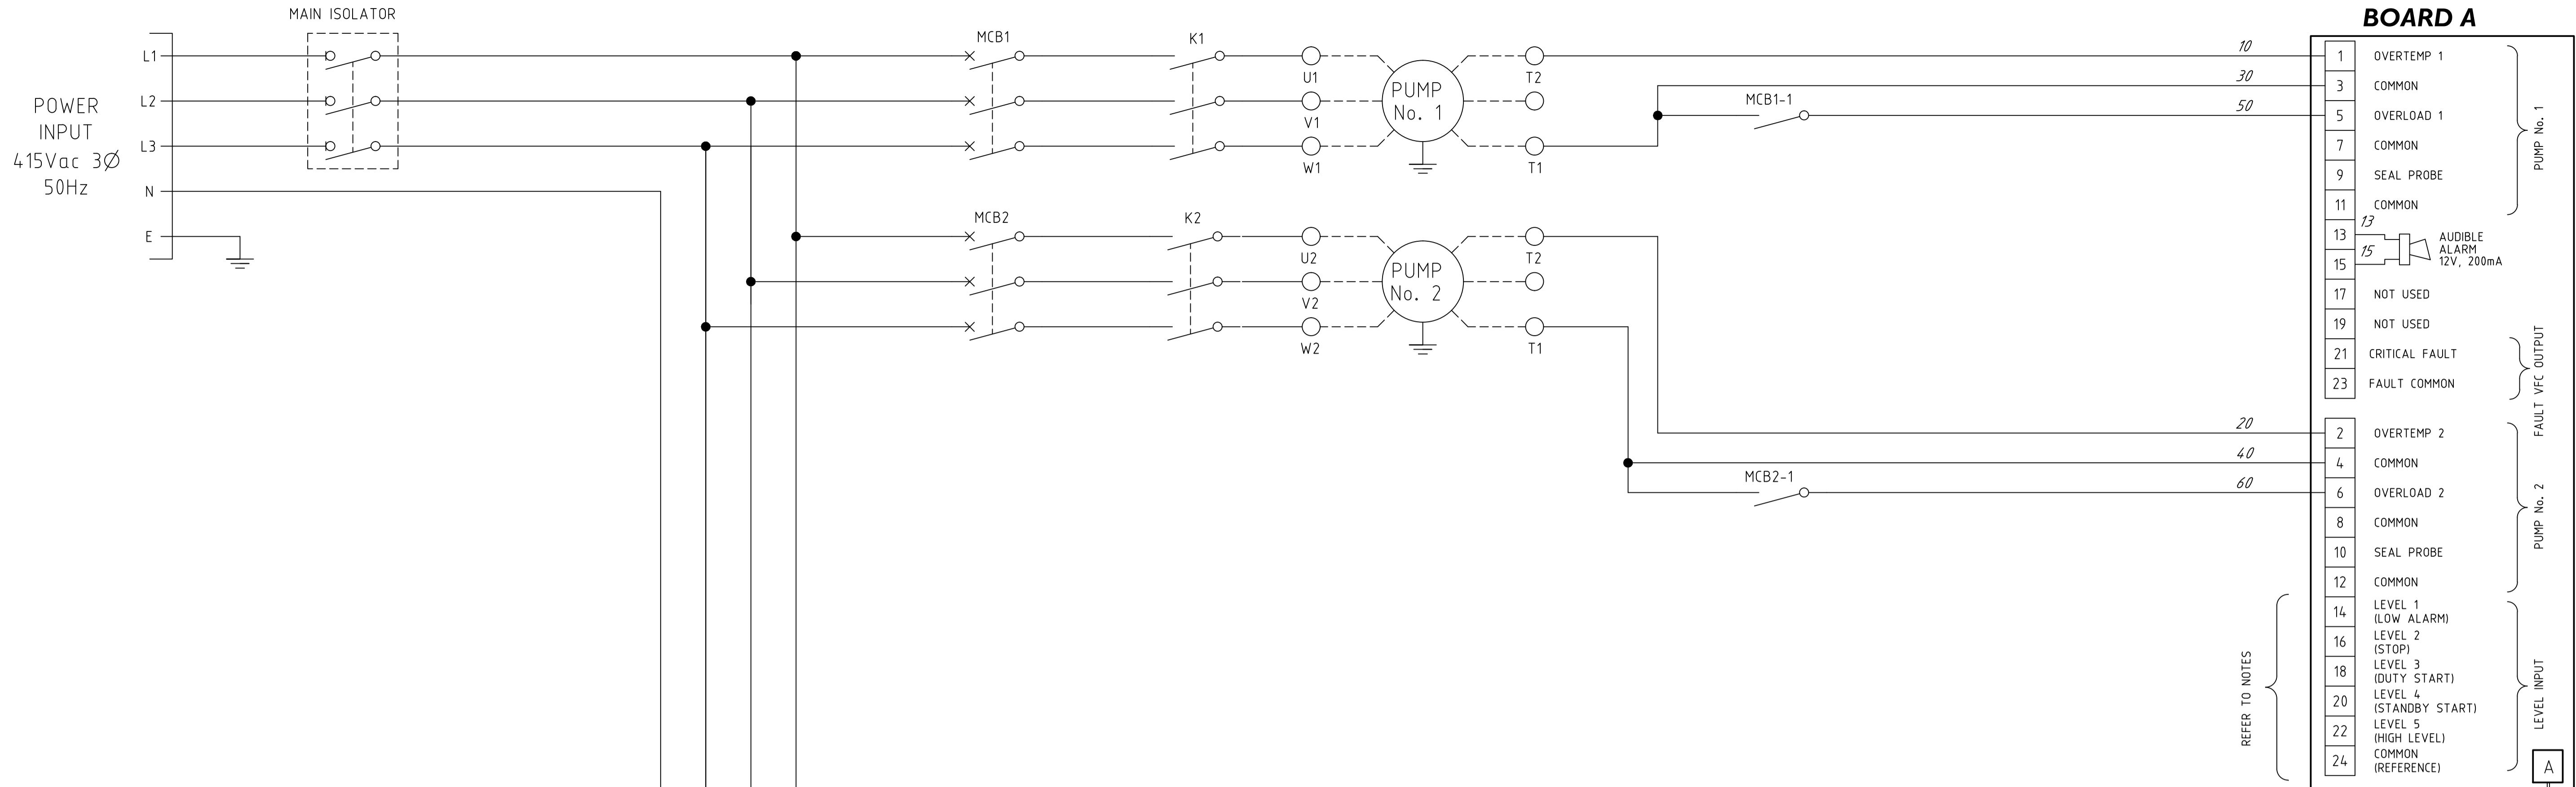 MAIN ISOLATOR
POWER
INPUT
415Vac 3Ø
50Hz
L1
L2
L3
N
E
MCB1
K1
U1
V1
W1
PUMP
No. 1
T2
T1
MCB1-1
MCB2
K2
U2
V2
W2
PUMP
No. 2
T2
T1
MCB2-1
BOARD A
10
1 OVERTEMP 1
30
3 COMMON
50
5 OVERLOAD 1
7 COMMON
9 SEAL PROBE
11 COMMON
PUMP No. 1
13
13
15
15
AUDIBLE
ALARM
12V, 200mA
17 NOT USED
19 NOT USED
21 CRITICAL FAULT
23 FAULT COMMON
FAULT VFC OUTPUT
20
2 OVERTEMP 2
40
4 COMMON
60
6 OVERLOAD 2
8 COMMON
10 SEAL PROBE
12 COMMON
PUMP No. 2
14 LEVEL 1
(LOW ALARM)
16 LEVEL 2
(STOP)
18 LEVEL 3
(DUTY START)
20 LEVEL 4
(STANDBY START)
22 LEVEL 5
(HIGH LEVEL)
24 COMMON
(REFERENCE)
LEVEL INPUT
REFER TO NOTES
A